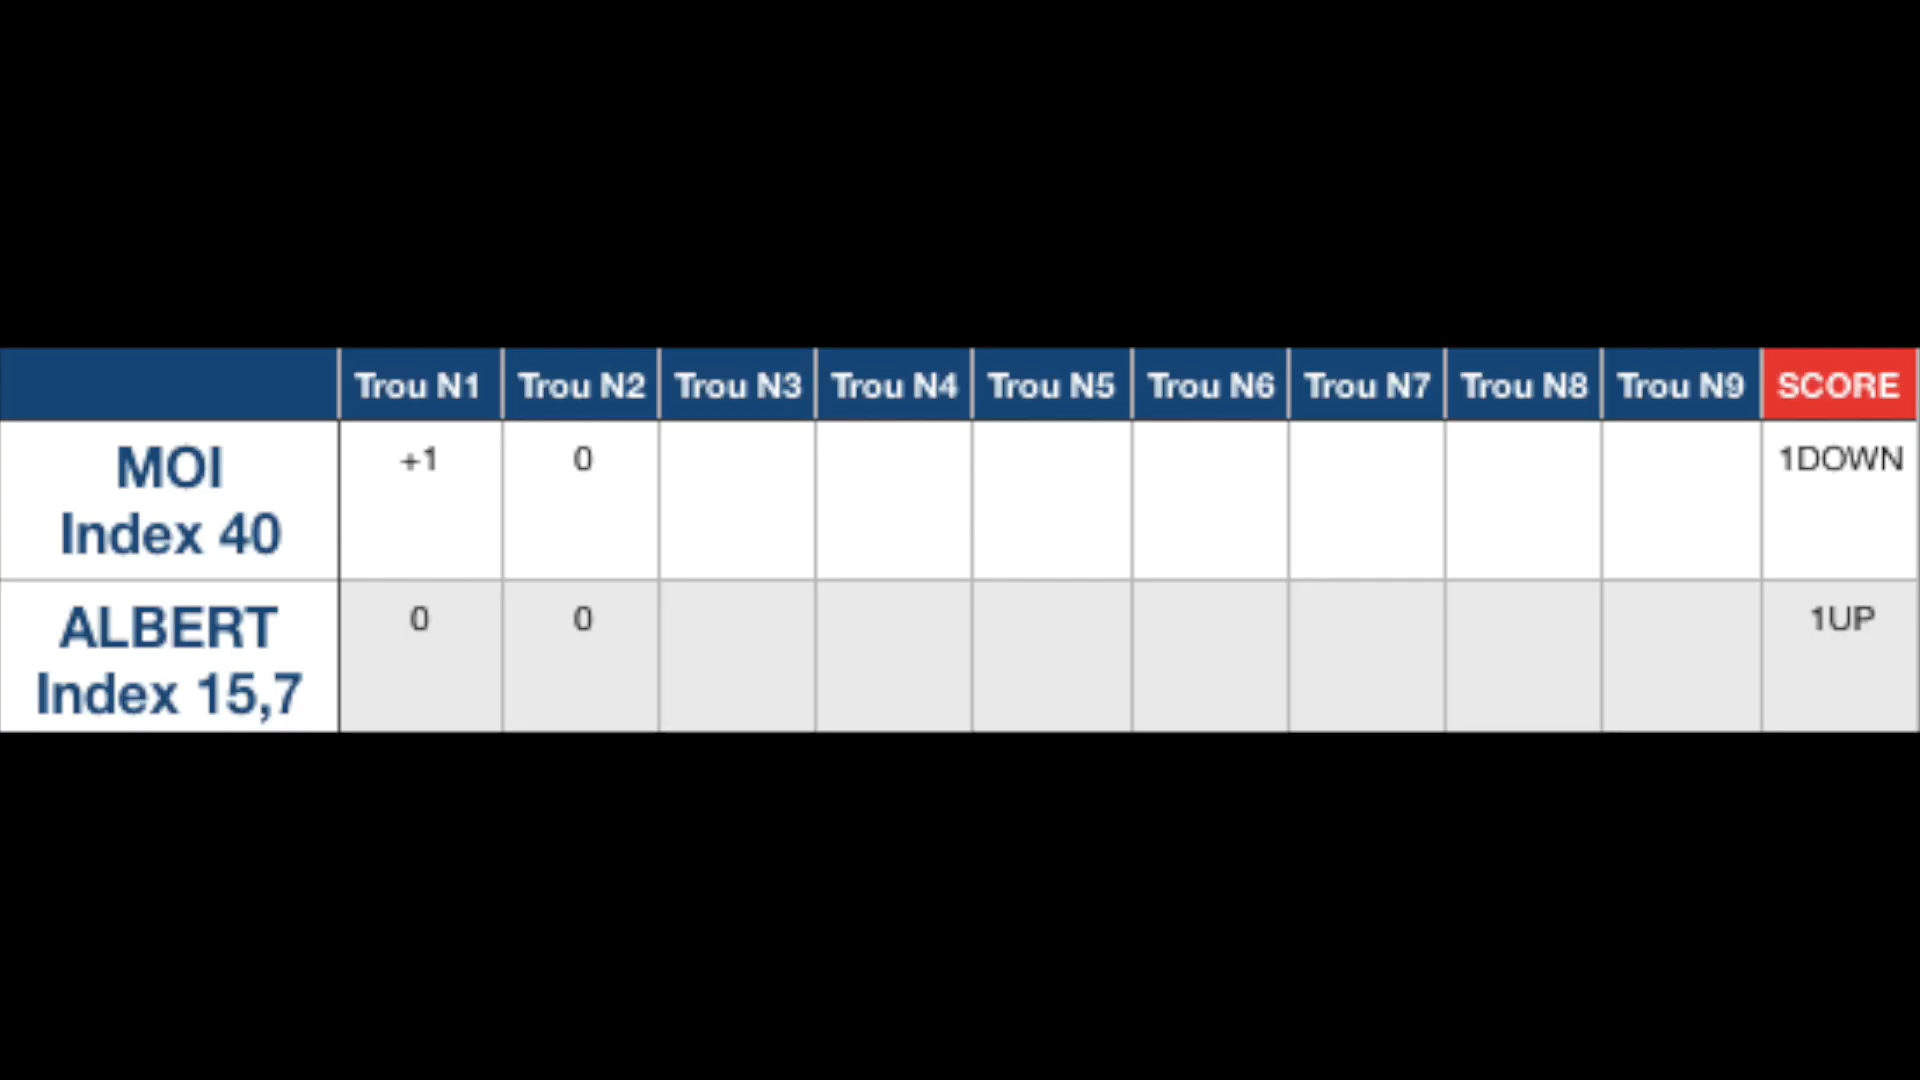 Trou N1 Trou N2 Trou N3 Trou N4 Trou N5 Trou N6 Trou N7 Trou N8 Trou N9 SCORE
MOI +1 0 1DOWN
Index 40
ALBERT 0 0 1UP
Index 15,7